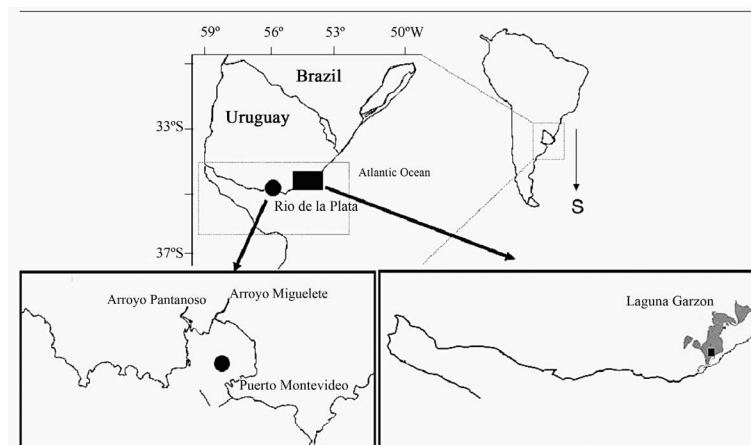 59º 56º 53º 50ºW
Brazil
33ºS
Uruguay
Atlantic Ocean
Rio de la Plata
S
37ºS
Arroyo Pantanoso
Arroyo Miguelete
Puerto Montevideo
Laguna Garzon